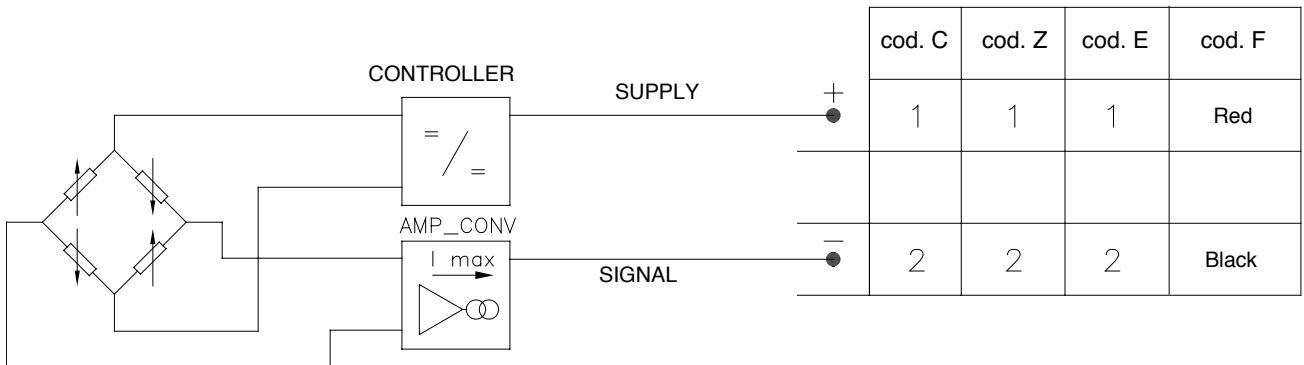 cod. C cod. Z cod. E cod. F
CONTROLLER
SUPPLY
+
1 1 1 Red
=
/
=
AMP_CONV
I max
SIGNAL
−
2 2 2 Black